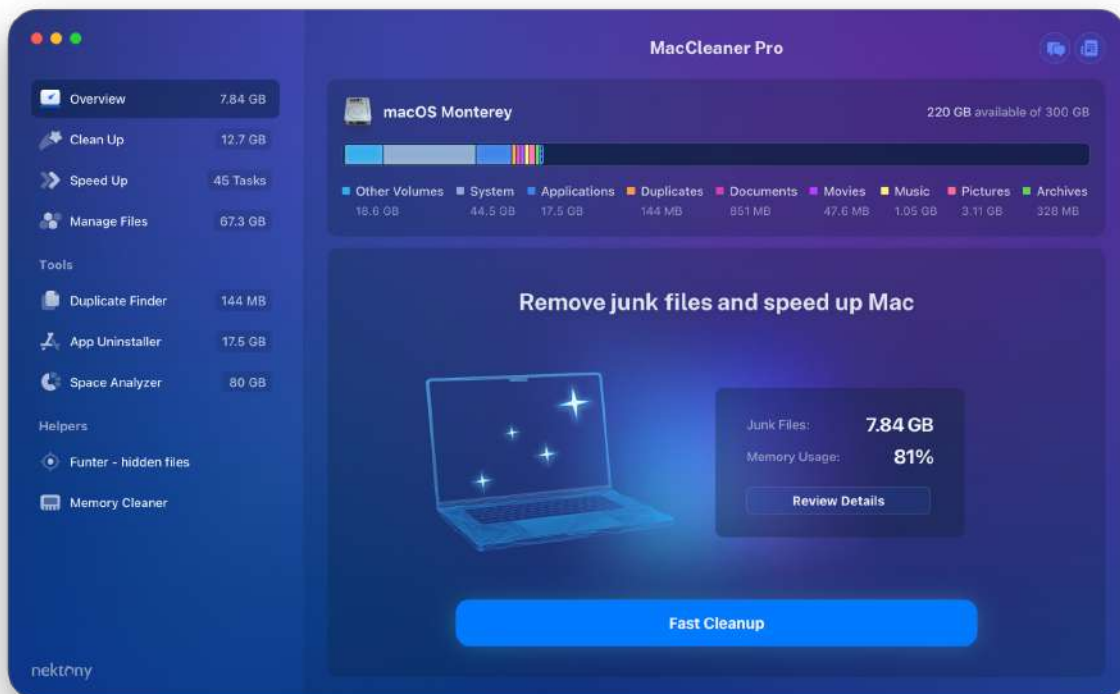 MacCleaner Pro
Overview 7.84 GB
Clean Up 12.7 GB
Speed Up 45 Tasks
Manage Files 67.3 GB
Tools
Duplicate Finder 144 MB
App Uninstaller 17.5 GB
Space Analyzer 80 GB
Helpers
Funter - hidden files
Memory Cleaner
nektony
macOS Monterey
220 GB available of 300 GB
Other Volumes System Applications Duplicates Documents Movies Music Pictures Archives
18.6 GB 44.5 GB 17.5 GB 144 MB 851 MB 47.6 MB 1.05 GB 3.11 GB 328 MB
Remove junk files and speed up Mac
Junk Files: 7.84 GB
Memory Usage: 81%
Review Details
Fast Cleanup